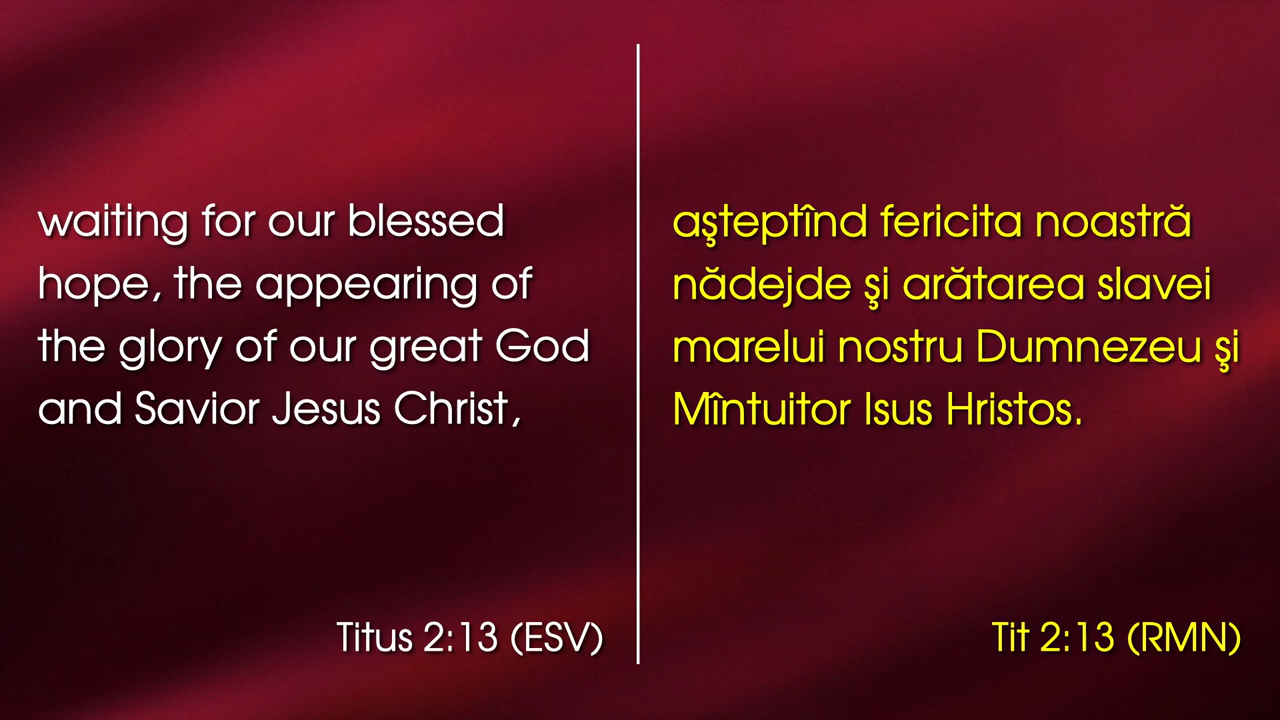 waiting for our blessed
hope, the appearing of
the glory of our great God
and Savior Jesus Christ,
Titus 2:13 (ESV)
aşteptînd fericita noastră
nădejde şi arătarea slavei
marelui nostru Dumnezeu şi
Mîntuitor Isus Hristos.
Tit 2:13 (RMN)